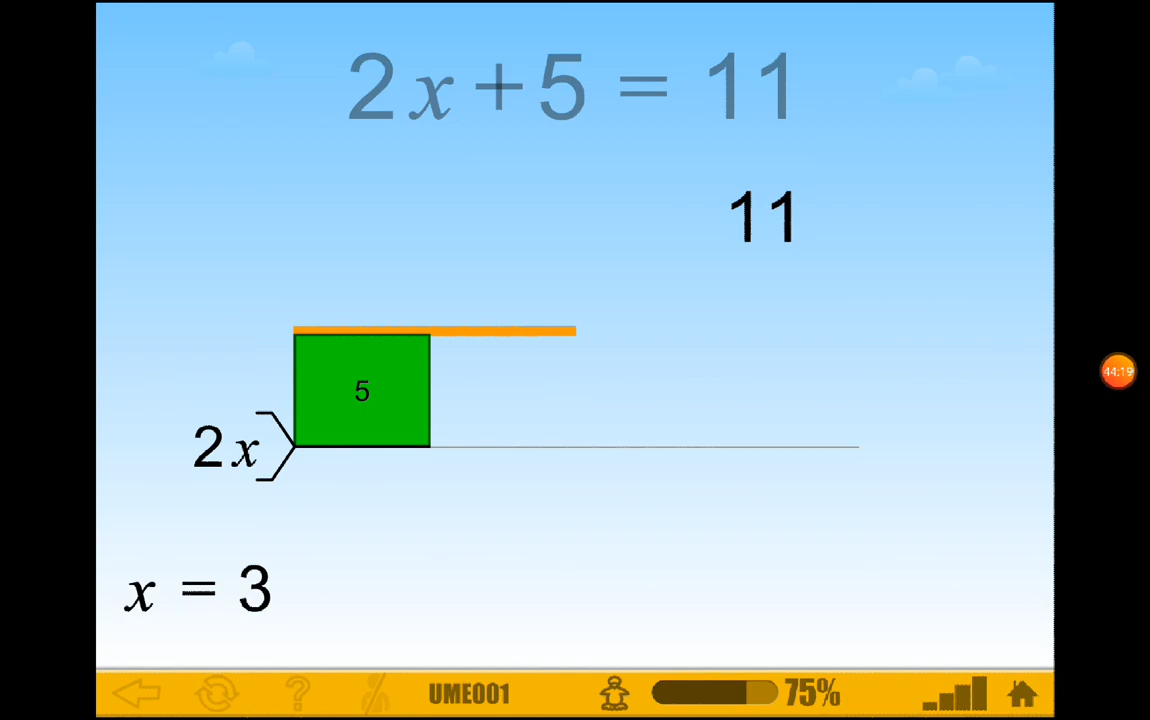 2x+5 = 11
11
5
2x
x = 3
44:19
? UME001 75%